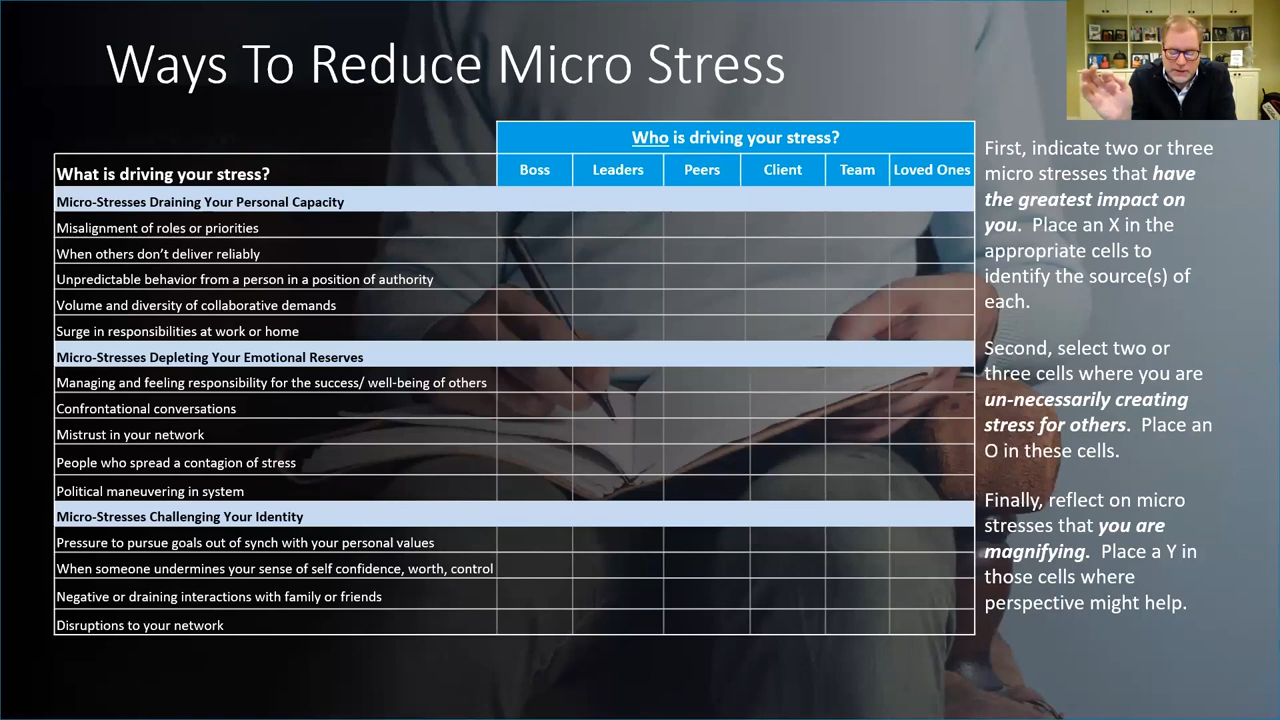 Ways To Reduce Micro Stress
Who is driving your stress?
What is driving your stress?
Boss
Leaders
Peers
Client
Team
Loved Ones
Micro-Stresses Draining Your Personal Capacity
Misalignment of roles or priorities
When others don’t deliver reliably
Unpredictable behavior from a person in a position of authority
Volume and diversity of collaborative demands
Surge in responsibilities at work or home
Micro-Stresses Depleting Your Emotional Reserves
Managing and feeling responsibility for the success/ well-being of others
Confrontational conversations
Mistrust in your network
People who spread a contagion of stress
Political maneuvering in system
Micro-Stresses Challenging Your Identity
Pressure to pursue goals out of synch with your personal values
When someone undermines your sense of self confidence, worth, control
Negative or draining interactions with family or friends
Disruptions to your network
First, indicate two or three
micro stresses that have
the greatest impact on
you. Place an X in the
appropriate cells to
identify the source(s) of
each.
Second, select two or
three cells where you are
un-necessarily creating
stress for others. Place an
O in these cells.
Finally, reflect on micro
stresses that you are
magnifying. Place a Y in
those cells where
perspective might help.